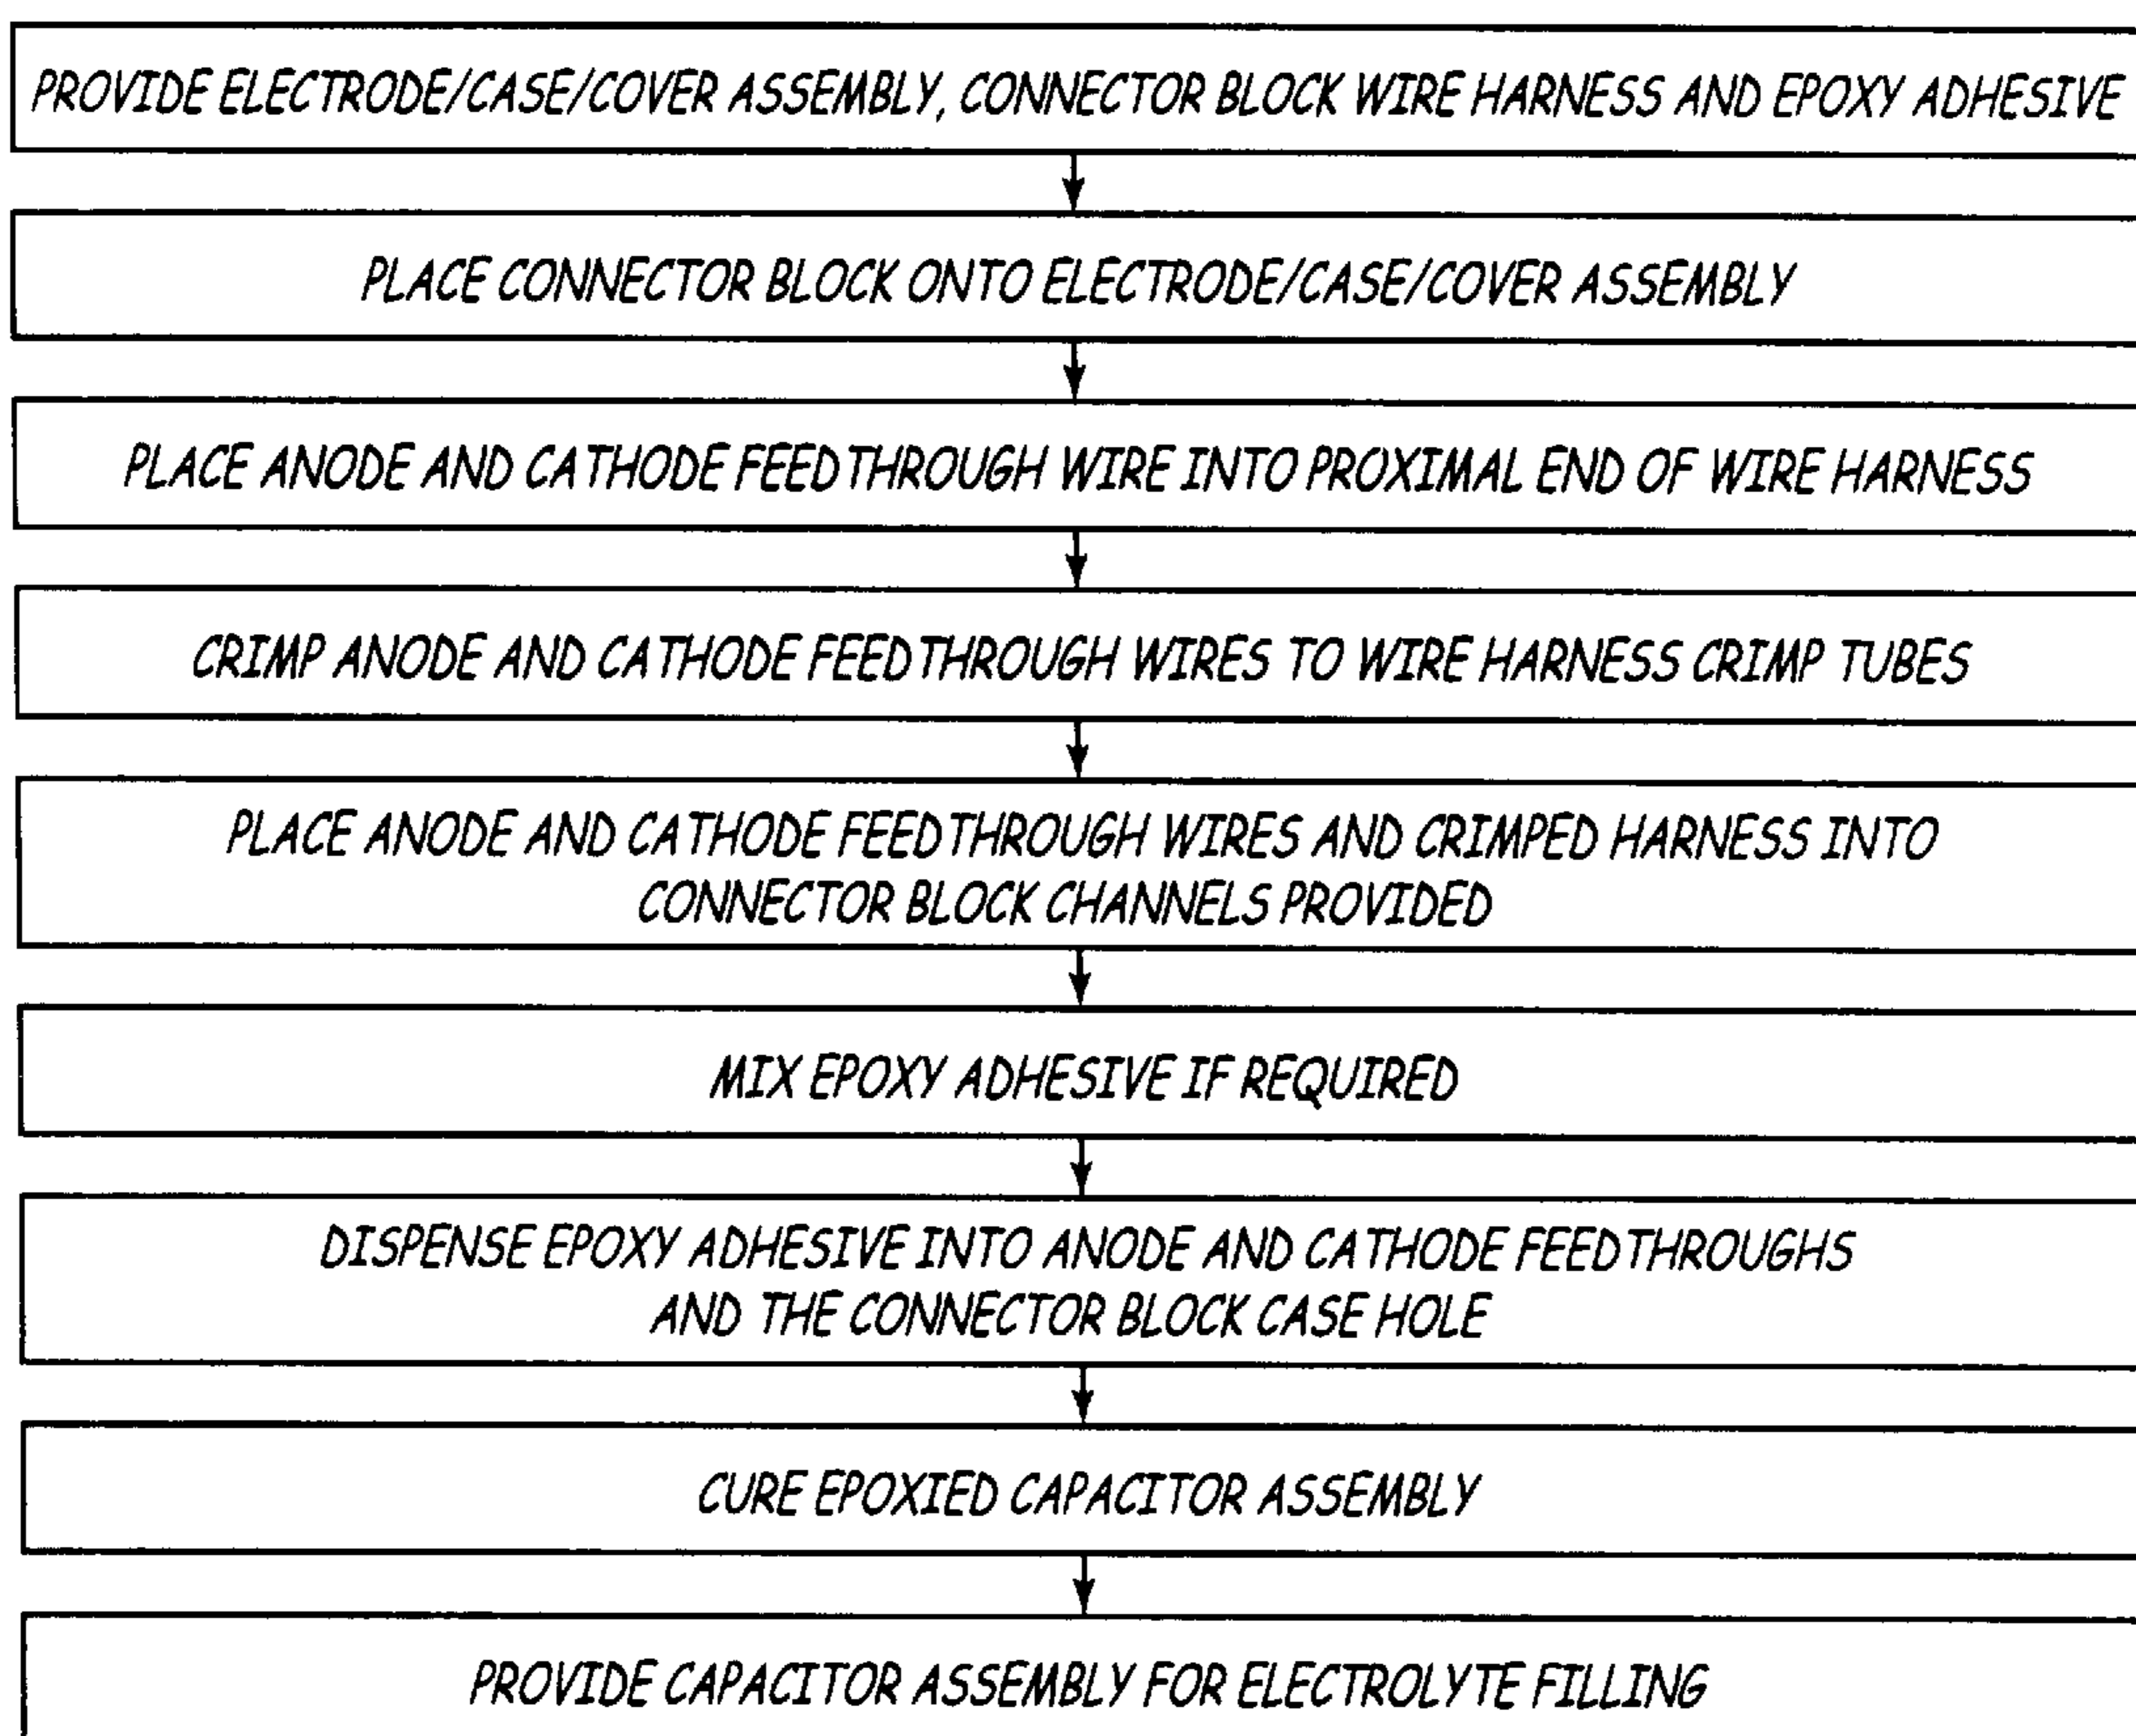 PROVIDE ELECTRODE/CASE/COVER ASSEMBLY, CONNECTOR BLOCK WIRE HARNESS AND EPOXY ADHESIVE
PLACE CONNECTOR BLOCK ONTO ELECTRODE/CASE/COVER ASSEMBLY
PLACE ANODE AND CATHODE FEEDTHROUGH WIRE INTO PROXIMAL END OF WIRE HARNESS
CRIMP ANODE AND CATHODE FEEDTHROUGH WIRES TO WIRE HARNESS CRIMP TUBES
PLACE ANODE AND CATHODE FEEDTHROUGH WIRES AND CRIMPED HARNESS INTO
CONNECTOR BLOCK CHANNELS PROVIDED
MIX EPOXY ADHESIVE IF REQUIRED
DISPENSE EPOXY ADHESIVE INTO ANODE AND CATHODE FEEDTHROUGHS
AND THE CONNECTOR BLOCK CASE HOLE
CURE EPOXIED CAPACITOR ASSEMBLY
PROVIDE CAPACITOR ASSEMBLY FOR ELECTROLYTE FILLING